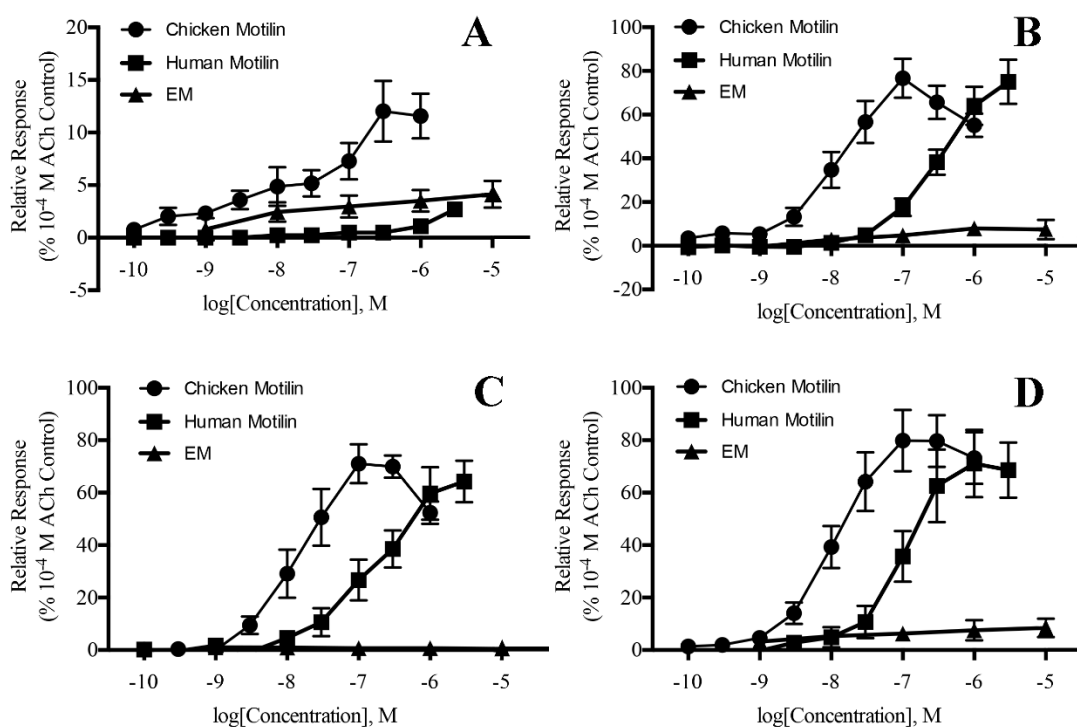 A
Chicken Motilin
Human Motilin
EM
Relative Response
(% 10⁻⁴ M ACh Control)
20
15
10
5
0
-5
-10
-9
-8
-7
-6
-5
log[Concentration], M
B
Chicken Motilin
Human Motilin
EM
Relative Response
(% 10⁻⁴ M ACh Control)
100
80
60
40
20
0
-20
-10
-9
-8
-7
-6
-5
log[Concentration], M
C
Chicken Motilin
Human Motilin
EM
Relative Response
(% 10⁻⁴ M ACh Control)
100
80
60
40
20
0
-10
-9
-8
-7
-6
-5
log[Concentration], M
D
Chicken Motilin
Human Motilin
EM
Relative Response
(% 10⁻⁴ M ACh Control)
100
80
60
40
20
0
-10
-9
-8
-7
-6
-5
log[Concentration], M